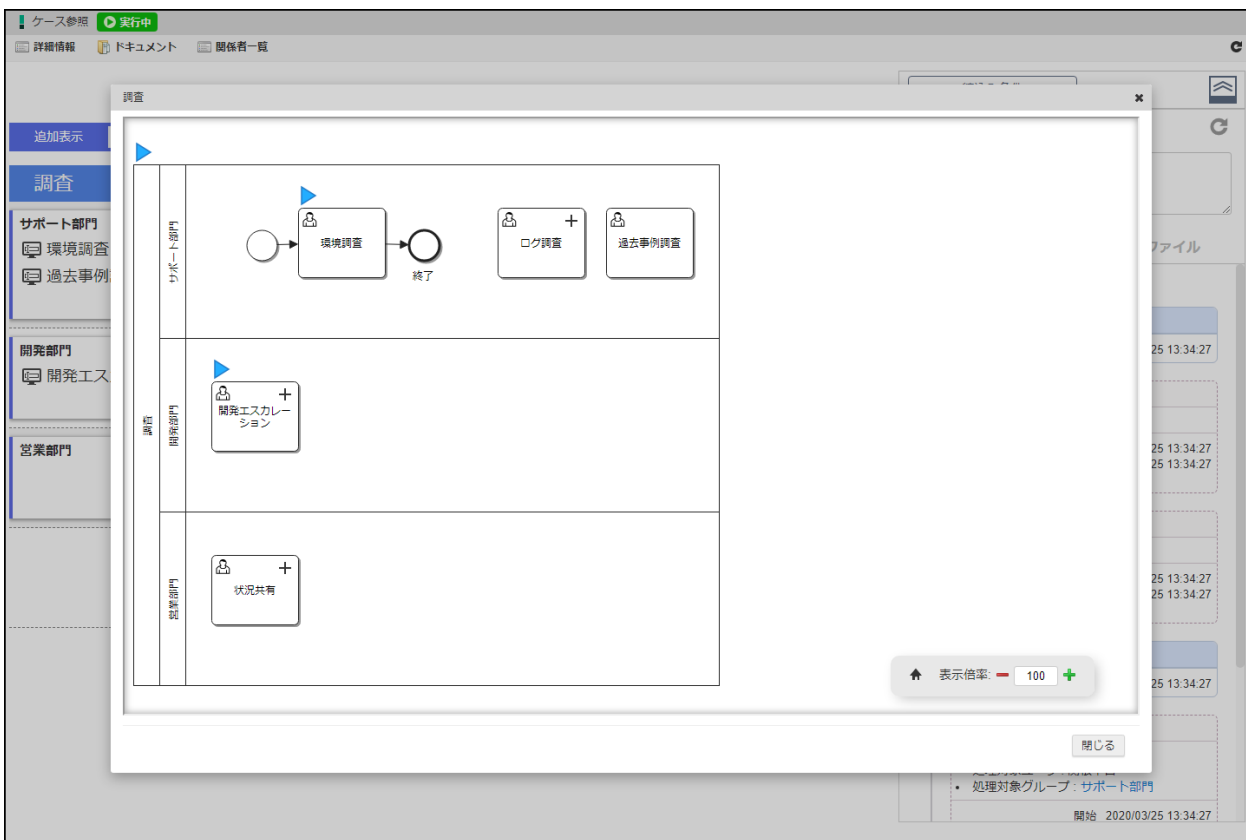 ケース参照 実行中
詳細情報 ドキュメント 関係者一覧
追加表示
調査
サポート部門
環境調査
過去事例
開発部門
開発エス
営業部門
調査
調査
サポート部門
環境調査
終了
ログ調査
過去事例調査
開発部門
開発エスカレー
ション
営業部門
状況共有
表示倍率: 100
閉じる
ファイル
25 13:34:27
25 13:34:27
25 13:34:27
25 13:34:27
25 13:34:27
25 13:34:27
処理対象グループ : サポート部門
開始 2020/03/25 13:34:27